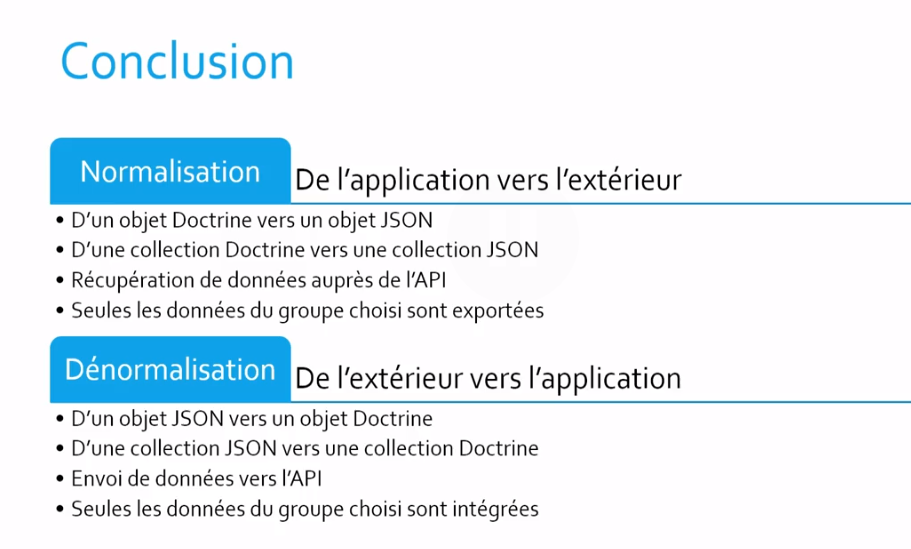 Conclusion
Normalisation
De l’application vers l’extérieur
• D’un objet Doctrine vers un objet JSON
• D’une collection Doctrine vers une collection JSON
• Récupération de données auprès de l’API
• Seules les données du groupe choisi sont exportées
Dénormalisation
De l’extérieur vers l’application
• D’un objet JSON vers un objet Doctrine
• D’une collection JSON vers une collection Doctrine
• Envoi de données vers l’API
• Seules les données du groupe choisi sont intégrées